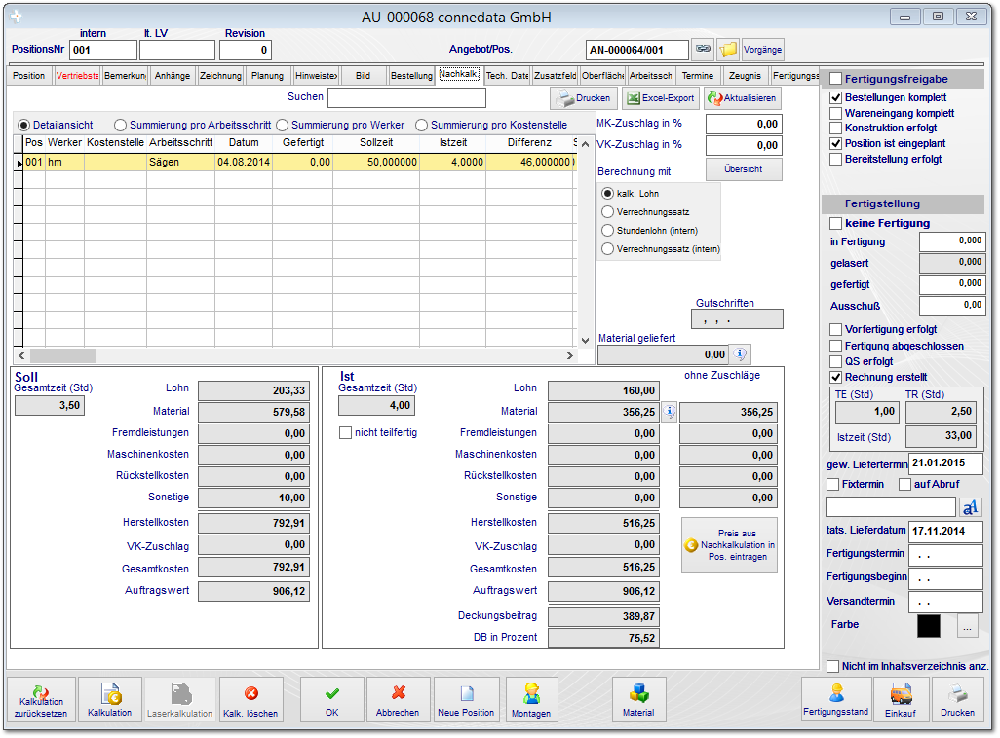 AU-000068 connedata GmbH
intern lt. LV Revision
PositionsNr 001 0 Angebot/Pos. AN-000064/001 Vorgänge
Position Vertriebste Bemerkung Anhänge Zeichnung Planung Hinweistex Bild Bestellung Nachkalk. Tech. Date Zusatzfeld Oberfläche Arbeitssch Termine Zeugnis Fertigungss
Suchen Drucken Excel-Export Aktualisieren
Detailansicht Summierung pro Arbeitsschritt Summierung pro Werker Summierung pro Kostenstelle
Pos Werker Kostenstelle Arbeitsschritt Datum Gefertigt Sollzeit Istzeit Differenz S
001 hm Sägen 04.08.2014 0,00 50,000000 4,0000 46,000000
MK-Zuschlag in % 0,00
VK-Zuschlag in % 0,00
Berechnung mit Übersicht
kalk. Lohn
Verrechnungssatz
Stundenlohn (intern)
Verrechnungssatz (intern)
Gutschriften
, , .
Material geliefert
0,00
Soll
Gesamtzeit (Std)
3,50
Lohn 203,33
Material 579,58
Fremdleistungen 0,00
Maschinenkosten 0,00
Rückstellkosten 0,00
Sonstige 10,00
Herstellkosten 792,91
VK-Zuschlag 0,00
Gesamtkosten 792,91
Auftragswert 906,12
Ist
Gesamtzeit (Std)
4,00
nicht teilfertig
ohne Zuschläge
Lohn 160,00
Material 356,25 356,25
Fremdleistungen 0,00 0,00
Maschinenkosten 0,00 0,00
Rückstellkosten 0,00 0,00
Sonstige 0,00 0,00
Herstellkosten 516,25
VK-Zuschlag 0,00
Gesamtkosten 516,25
Auftragswert 906,12
Deckungsbeitrag 389,87
DB in Prozent 75,52
Preis aus
Nachkalkulation in
Pos. eintragen
Fertigungsfreigabe
Bestellungen komplett
Wareneingang komplett
Konstruktion erfolgt
Position ist eingeplant
Bereitstellung erfolgt
Fertigstellung
keine Fertigung
in Fertigung 0,000
gelasert 0,000
gefertigt 0,000
Ausschuß 0,00
Vorfertigung erfolgt
Fertigung abgeschlossen
QS erfolgt
Rechnung erstellt
TE (Std) TR (Std)
1,00 2,50
Istzeit (Std) 33,00
gew. Liefertermin 21.01.2015
Fixtermin auf Abruf
aA
tats. Lieferdatum 17.11.2014
Fertigungstermin . .
Fertigungsbeginn . .
Versandtermin . .
Farbe ...
Nicht im Inhaltsverzeichnis anz.
Kalkulation
zurücksetzen
Kalkulation
Laserkalkulation
Kalk. löschen
OK
Abbrechen
Neue Position
Montagen
Material
Fertigungsstand
Einkauf
Drucken